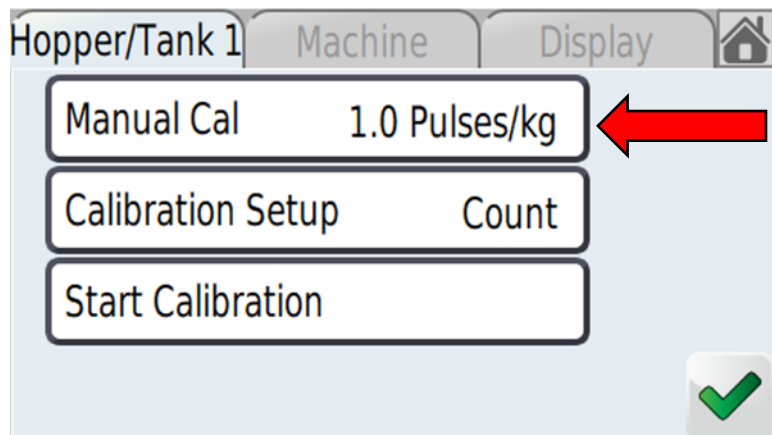 Hopper/Tank 1 Machine Display
Manual Cal 1.0 Pulses/kg
Calibration Setup Count
Start Calibration